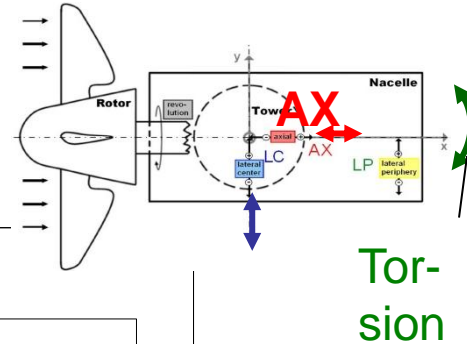 y
Nacelle
Rotor
revo-
lution
Tower
AX
axial
x
LC
AX
lateral
center
LP
lateral
periphery
Tor-
sion